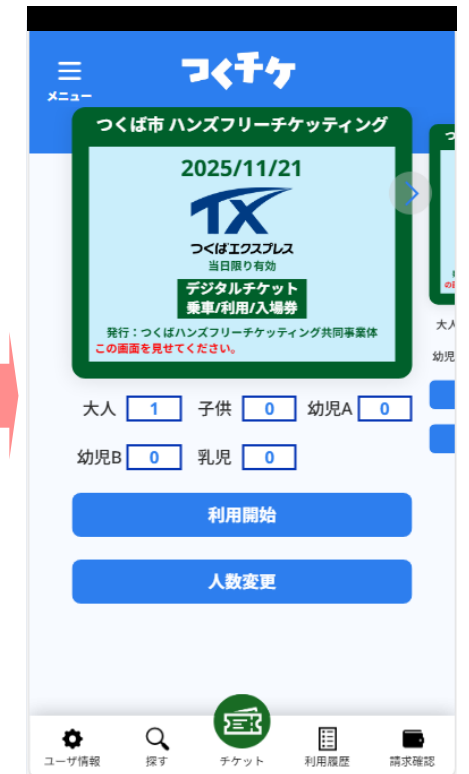 つくチケ
メニュー
つくば市 ハンズフリーチケッティング
2025/11/21
TX
つくばエクスプレス
当日限り有効
デジタルチケット
乗車/利用/入場券
発行：つくばハンズフリーチケッティング共同事業体
この画面を見せてください。
大人 1 子供 0 幼児A 0
幼児B 0 乳児 0
利用開始
人数変更
つ
の
大人
幼児
ユーザ情報 探す チケット 利用履歴 請求確認